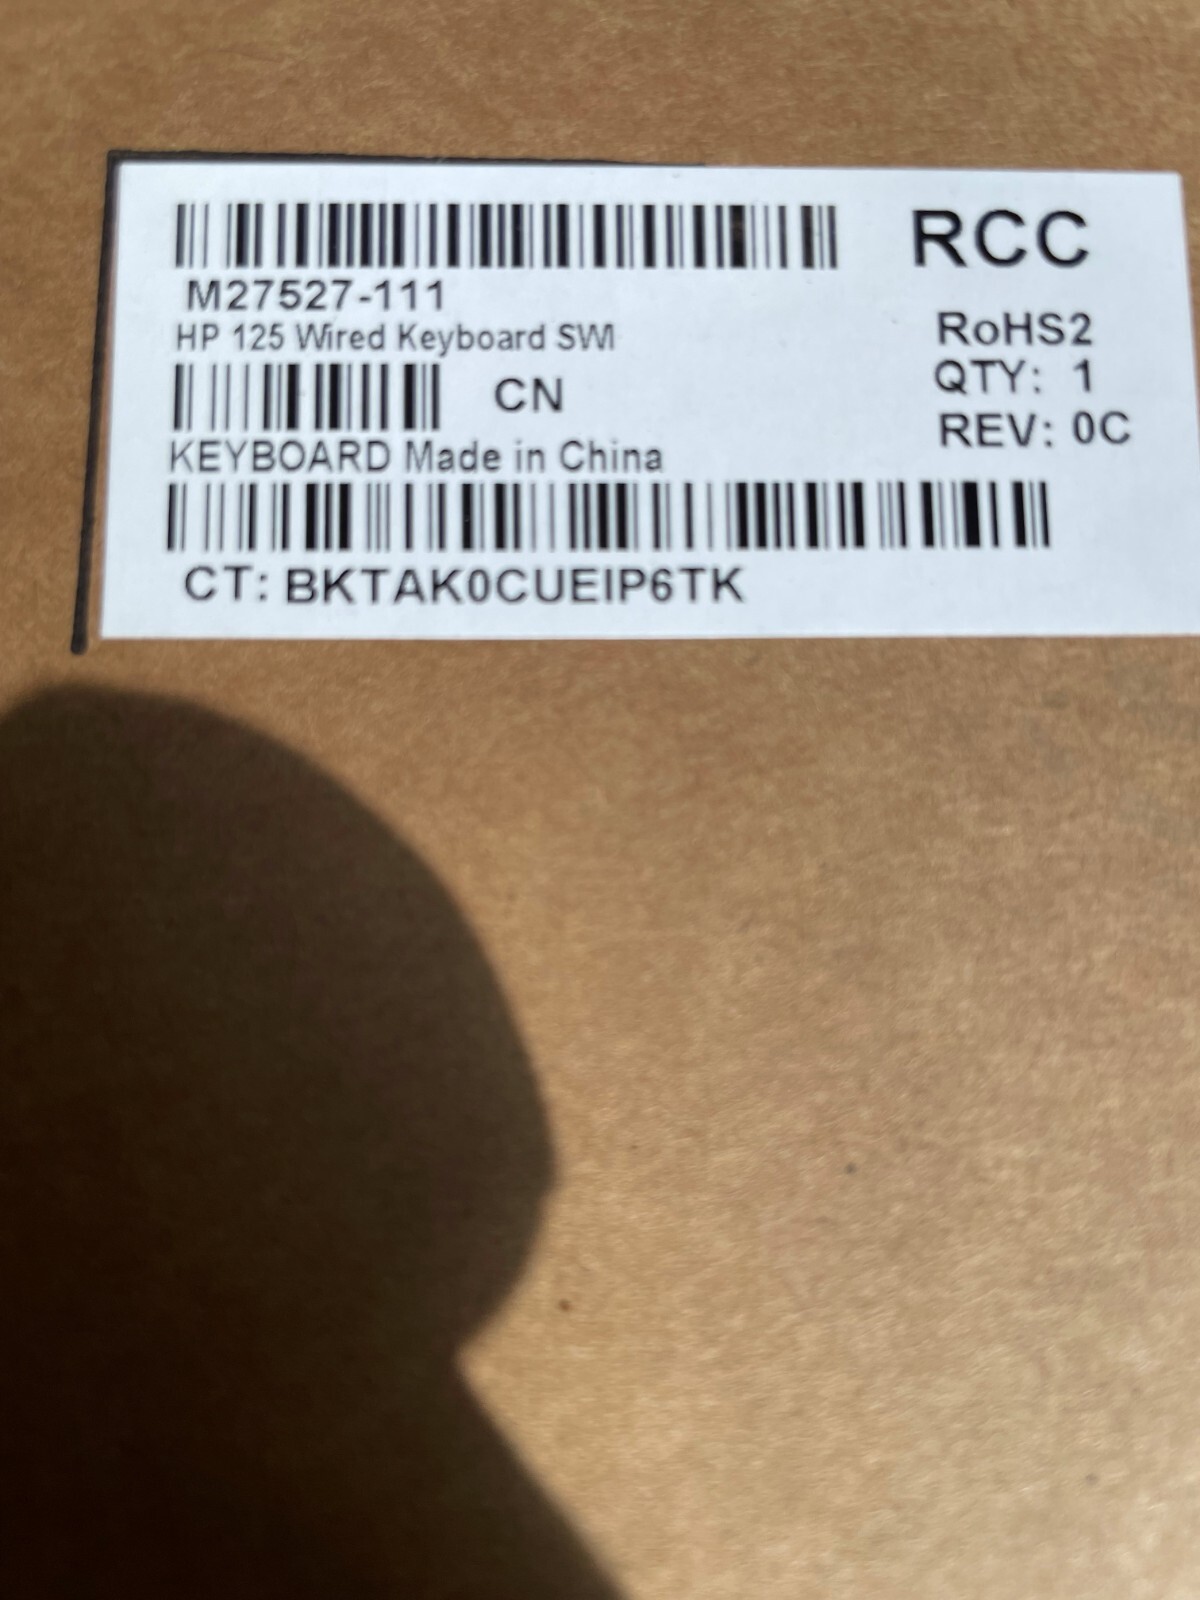 M27527-111
RCC
HP 125 Wired Keyboard SWI
RoHS2
CN
QTY: 1
REV: 0C
KEYBOARD Made in China
CT: BKTAK0CUEIP6TK